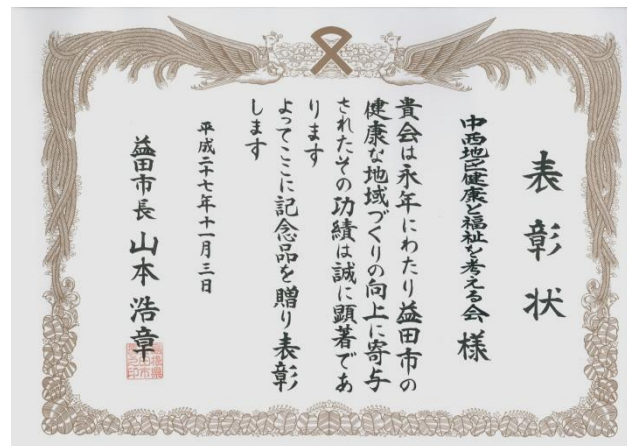 表彰状
中西地区健康と福祉を考える会 様
貴会は永年にわたり益田市の
健康な地域づくりの向上に寄与
されたその功績は誠に顕著であ
ります
よってここに記念品を贈り表彰
します
平成二十七年十一月三日
益田市長 山本浩章